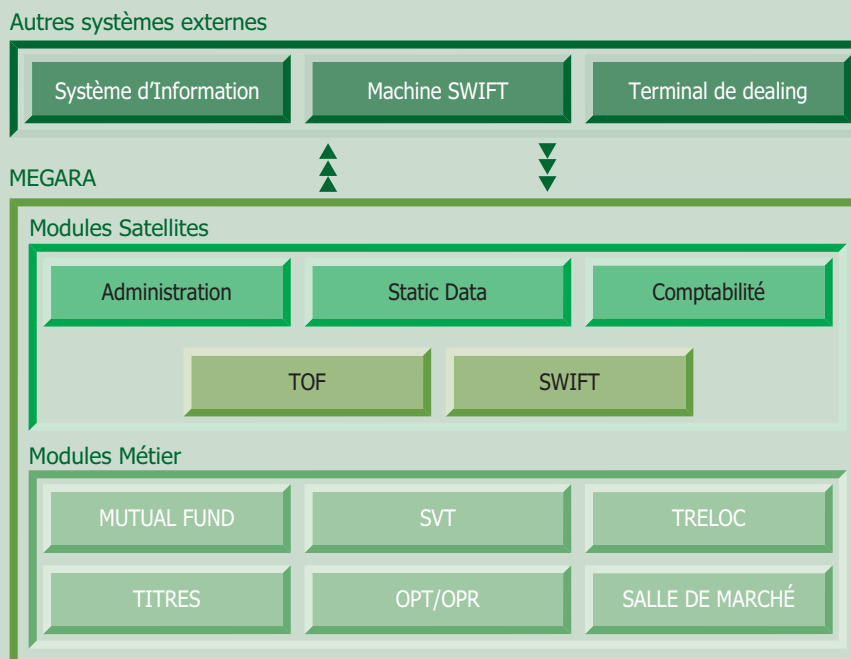 Autres systèmes externes
Système d'Information
Machine SWIFT
Terminal de dealing
MEGARA
Modules Satellites
Administration
Static Data
Comptabilité
TOF
SWIFT
Modules Métier
MUTUAL FUND
SVT
TRELOC
TITRES
OPT/OPR
SALLE DE MARCHÉ